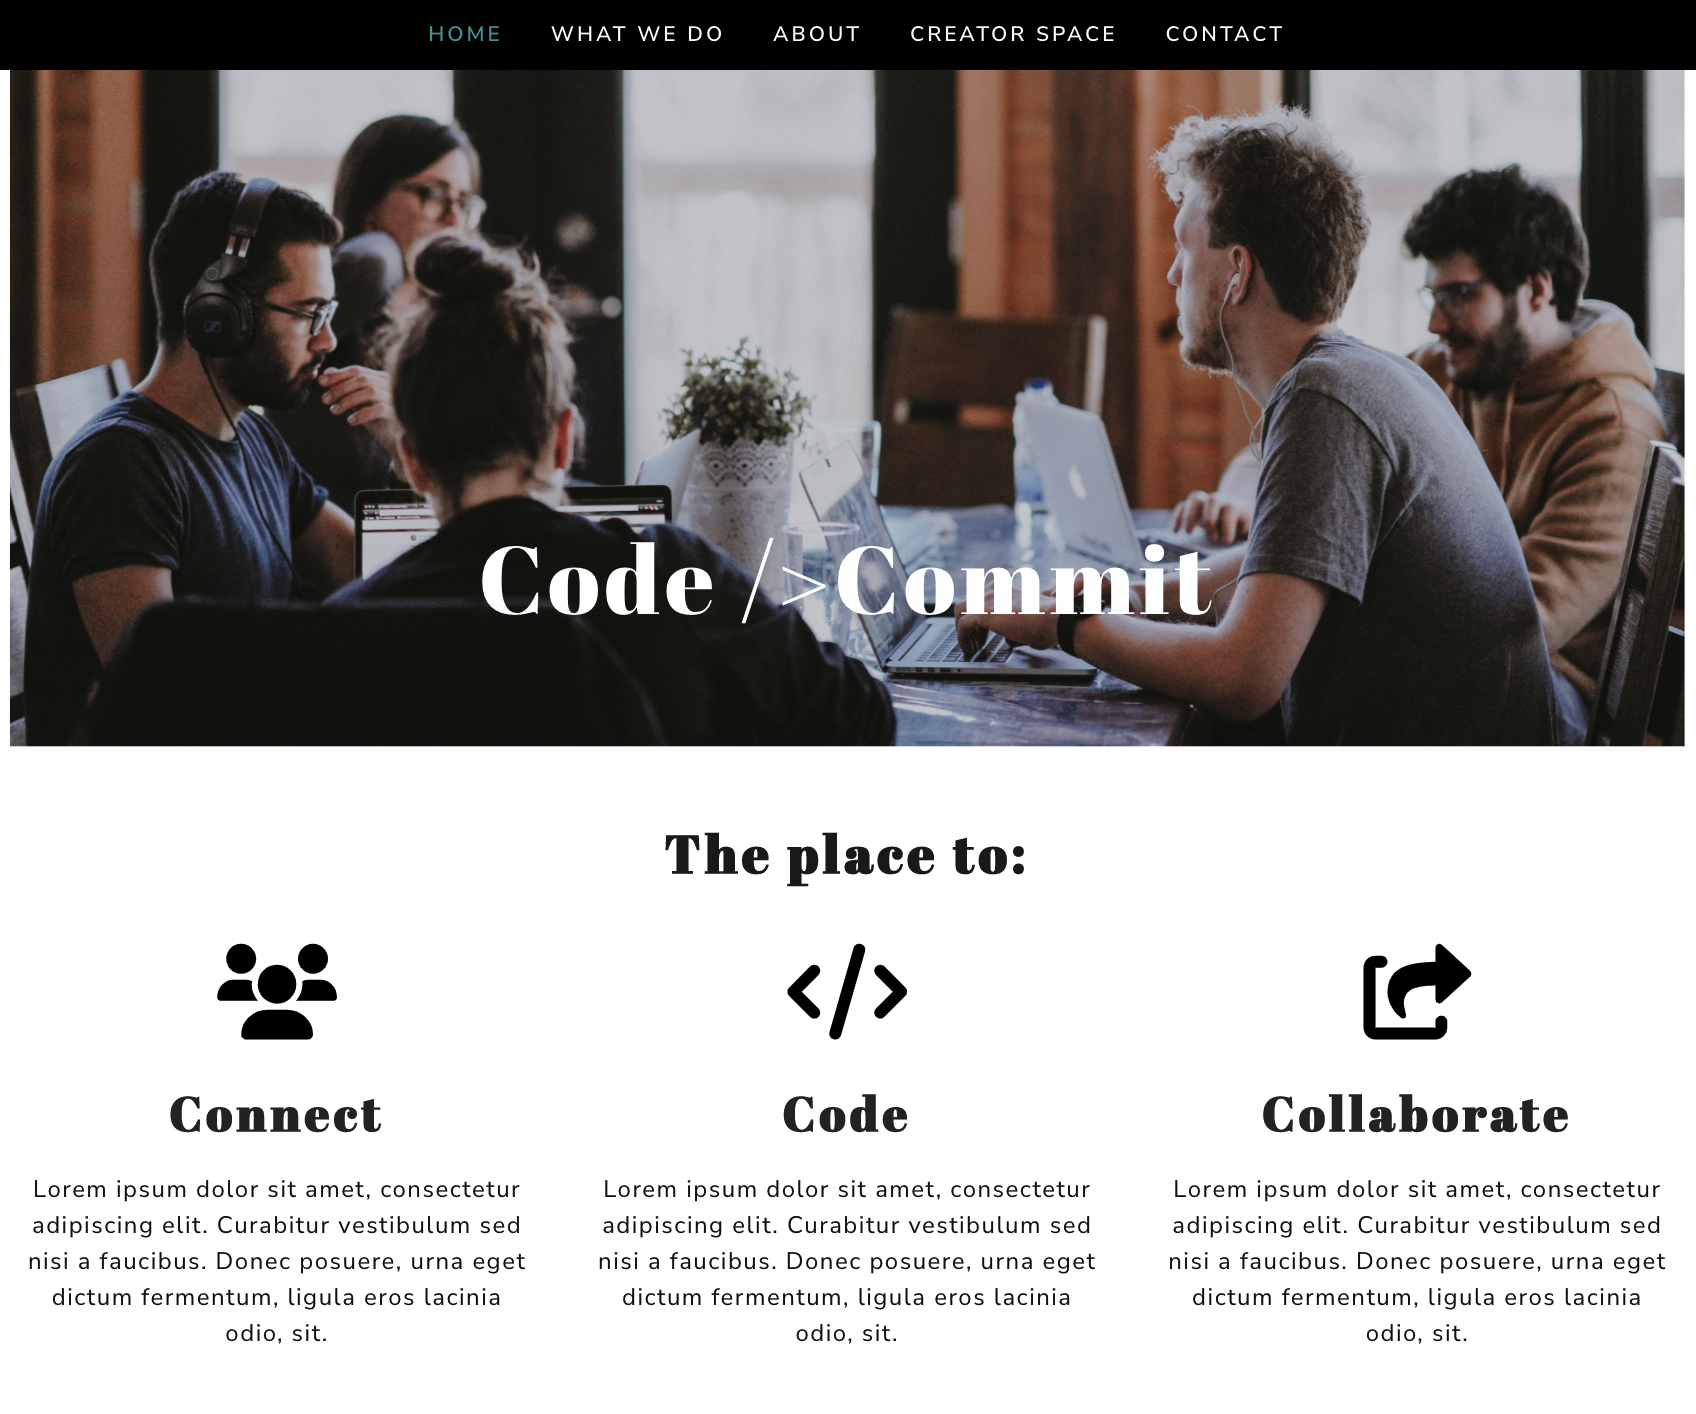 HOME WHAT WE DO ABOUT CREATOR SPACE CONTACT
Code />Commit
The place to:
Connect Code Collaborate
Lorem ipsum dolor sit amet, consectetur
adipiscing elit. Curabitur vestibulum sed
nisi a faucibus. Donec posuere, urna eget
dictum fermentum, ligula eros lacinia
odio, sit.
Lorem ipsum dolor sit amet, consectetur
adipiscing elit. Curabitur vestibulum sed
nisi a faucibus. Donec posuere, urna eget
dictum fermentum, ligula eros lacinia
odio, sit.
Lorem ipsum dolor sit amet, consectetur
adipiscing elit. Curabitur vestibulum sed
nisi a faucibus. Donec posuere, urna eget
dictum fermentum, ligula eros lacinia
odio, sit.